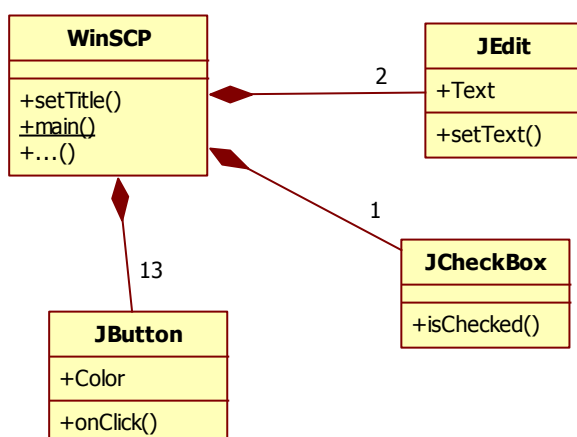 WinSCP
+setTitle()
+main()
+...()
2
JEdit
+Text
+setText()
1
JCheckBox
+isChecked()
13
JButton
+Color
+onClick()